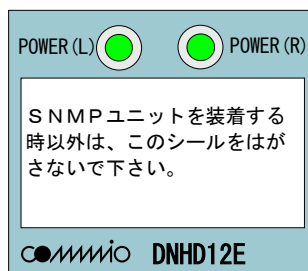 POWER(L) POWER(R)
SNMPユニットを装着する
時以外は、このシールをはが
さないで下さい。
commio DNHD12E